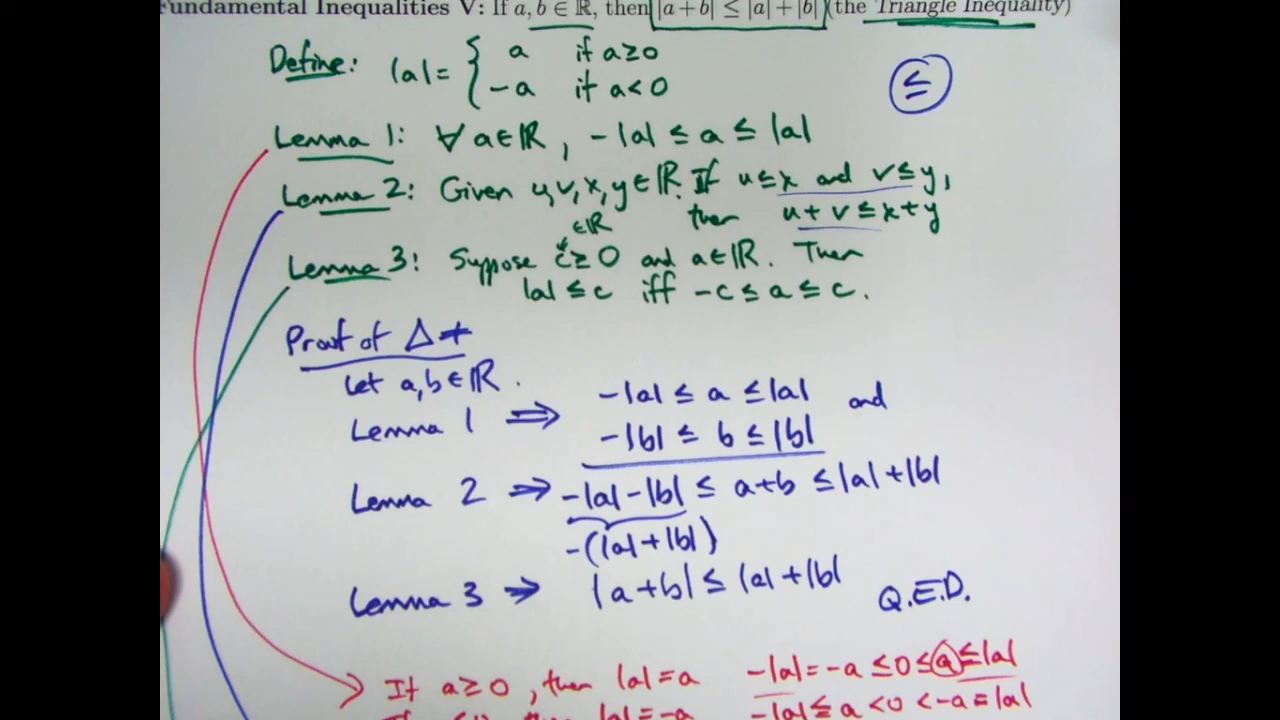 Fundamental Inequalities V: If a, b ∈ ℝ, then |a + b| ≤ |a| + |b| (the Triangle Inequality)
Define: |a| = { a if a ≥ 0
-a if a < 0
≤
Lemma 1: ∀ a ∈ ℝ, -|a| ≤ a ≤ |a|
Lemma 2: Given u, v, x, y ∈ ℝ. If u ≤ x and v ≤ y,
then u + v ≤ x + y
∈ ℝ
Lemma 3: Suppose c ≥ 0 and a ∈ ℝ. Then
|a| ≤ c iff -c ≤ a ≤ c.
Proof of Δ≠
Let a, b ∈ ℝ.
Lemma 1 ⇒ -|a| ≤ a ≤ |a| and
-|b| ≤ b ≤ |b|
Lemma 2 ⇒ -|a| - |b| ≤ a + b ≤ |a| + |b|
-(|a| + |b|)
Lemma 3 ⇒ |a + b| ≤ |a| + |b| Q.E.D.
If a ≥ 0, then |a| = a -|a| = -a ≤ 0 ≤ a ≤ |a|
|a| = -a -|a| ≤ a < 0 < -a = |a|